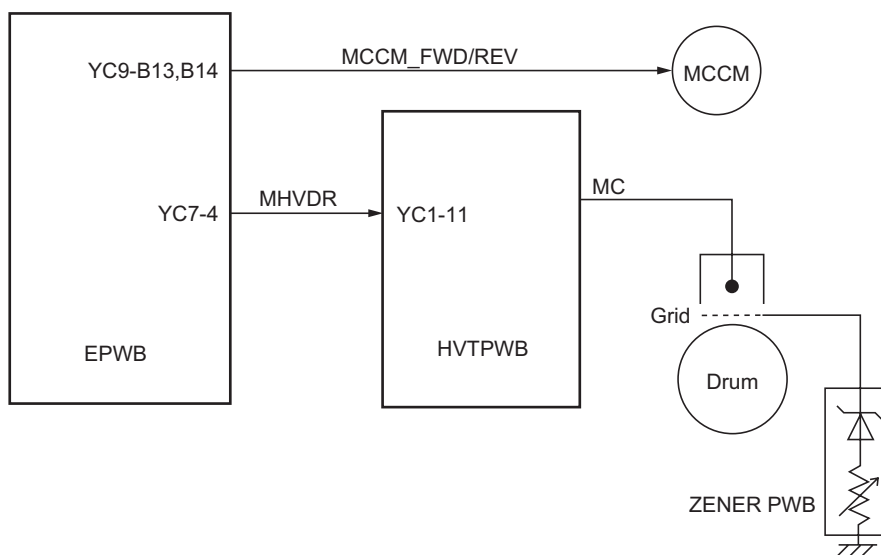 YC9-B13,B14
MCCM_FWD/REV
MCCM
YC7-4
MHVDR
YC1-11
MC
Grid
EPWB
HVTPWB
Drum
ZENER PWB